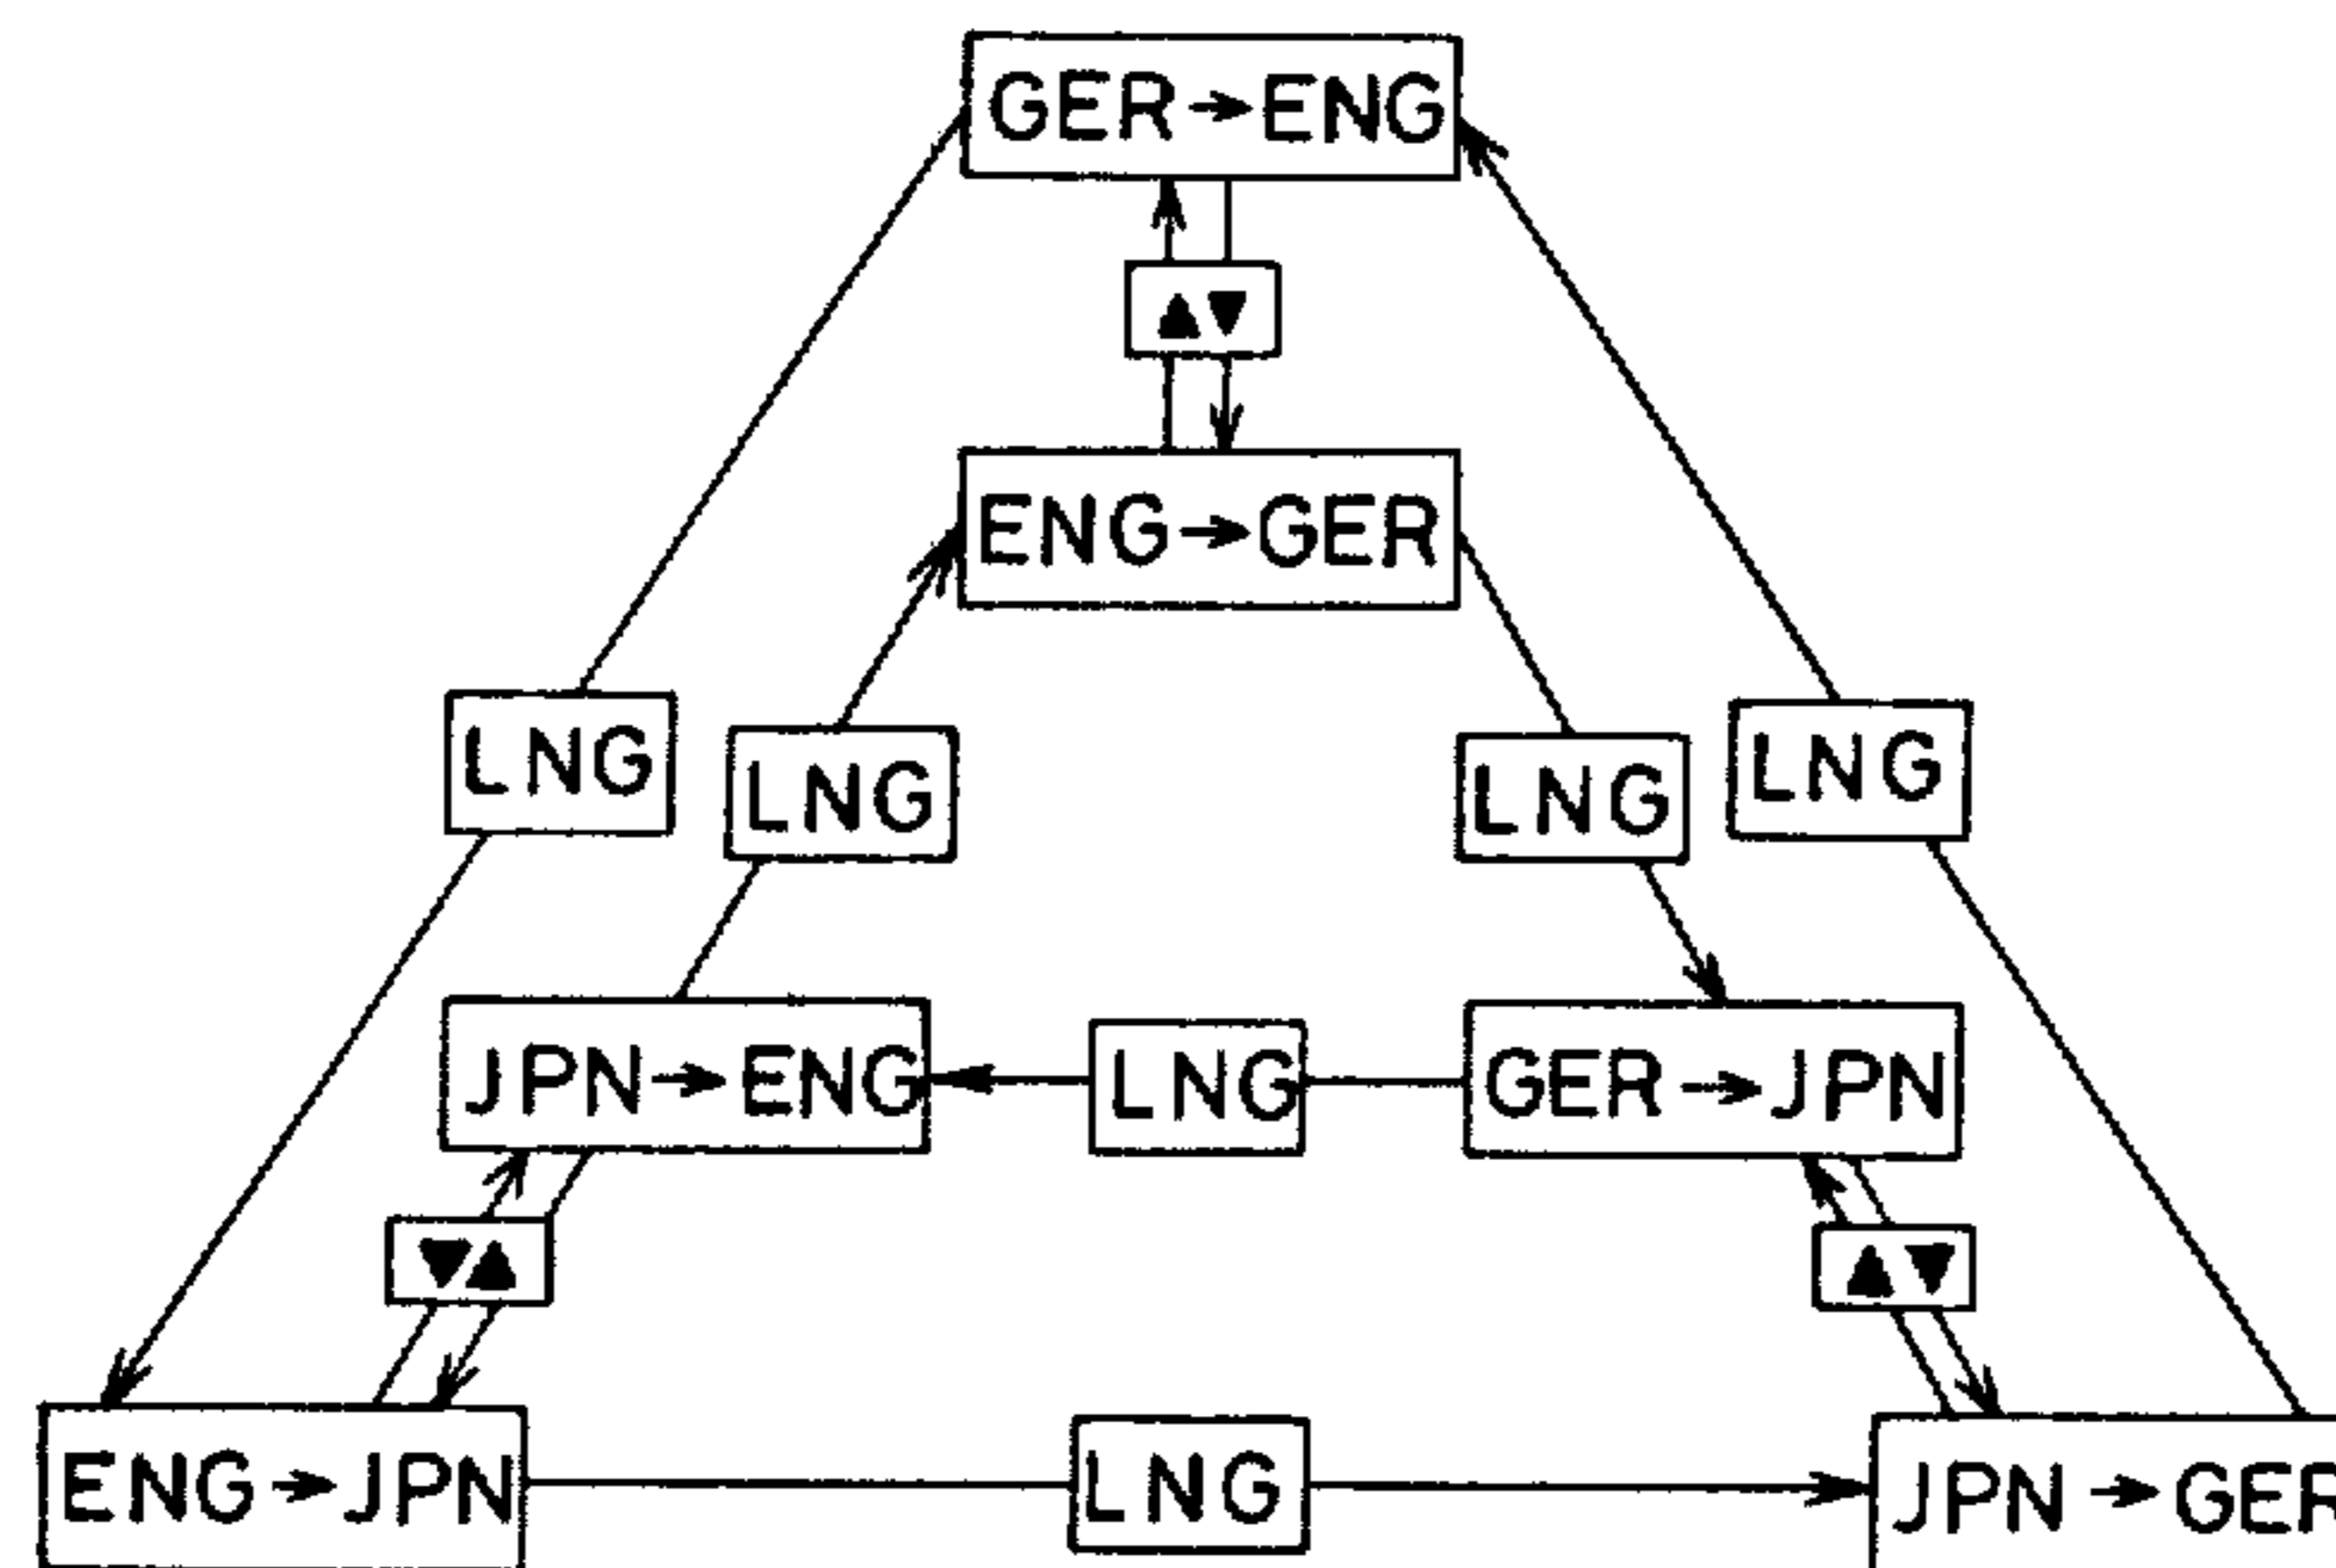 GER→ENG
▲▼
ENG→GER
LNG
LNG
LNG
LNG
JPN→ENG
LNG
GER→JPN
▼▲
▲▼
ENG→JPN
LNG
JPN→GER